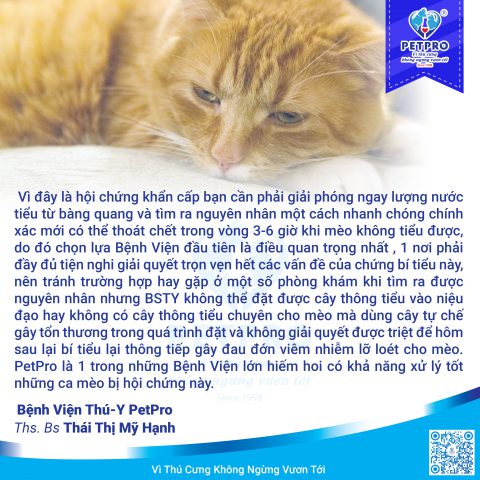 PETPRO
Vì thú cưng
không ngừng vươn tới
Vì đây là hội chứng khẩn cấp bạn cần phải giải phóng ngay lượng nước
tiểu từ bàng quang và tìm ra nguyên nhân một cách nhanh chóng chính
xác mới có thể thoát chết trong vòng 3-6 giờ khi mèo không tiểu được,
do đó chọn lựa Bệnh Viện đầu tiên là điều quan trọng nhất , 1 nơi phải
đầy đủ tiện nghi giải quyết trọn vẹn hết các vấn đề của chứng bí tiểu này,
nên tránh trường hợp hay gặp ở một số phòng khám khi tìm ra được
nguyên nhân nhưng BSTY không thể đặt được cây thông tiểu vào niệu
đạo hay không có cây thông tiểu chuyên cho mèo mà dùng cây tự chế
gây tổn thương trong quá trình đặt và không giải quyết được triệt để hôm
sau lại bí tiểu lại thông tiếp gây đau đớn viêm nhiễm lỡ loét cho mèo.
PetPro là 1 trong những Bệnh Viện lớn hiếm hoi có khả năng xử lý tốt
những ca mèo bị hội chứng này.
Since 1998
Bệnh Viện Thú-Y PetPro
Ths. Bs Thái Thị Mỹ Hạnh
Vì Thú Cưng Không Ngừng Vươn Tới